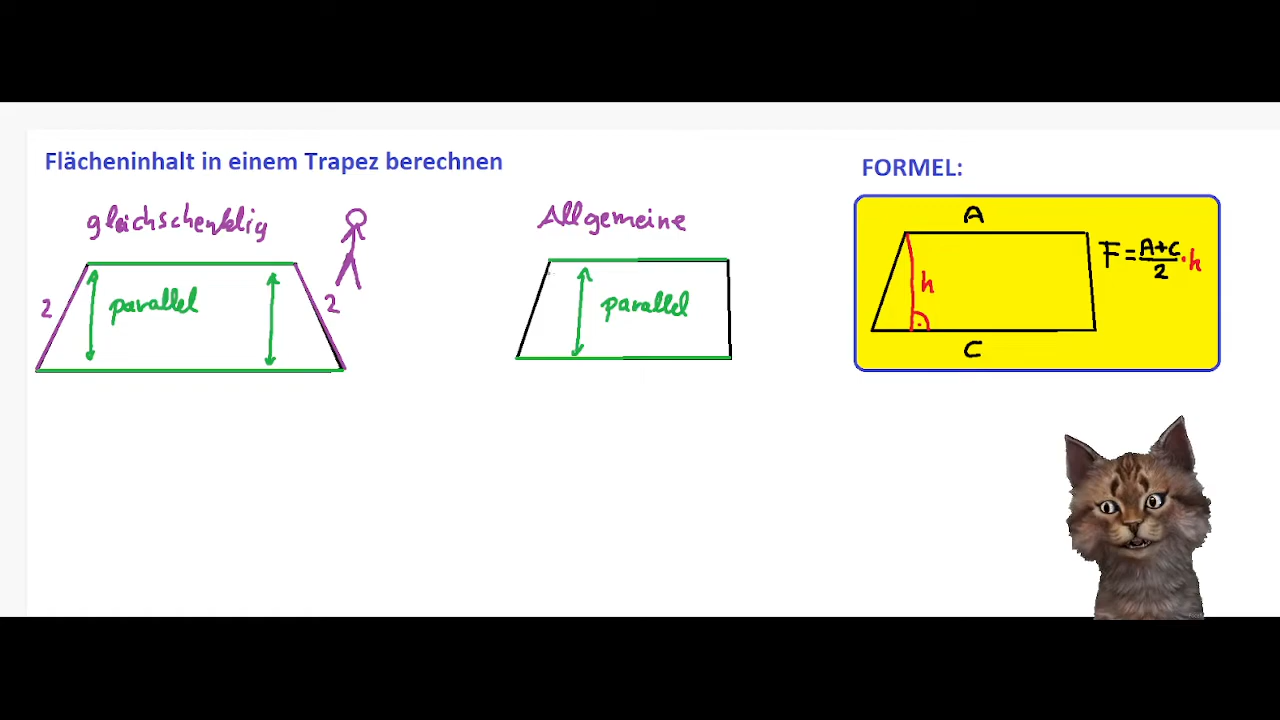 Flächeninhalt in einem Trapez berechnen
gleichschenklig
2
parallel
2
Allgemeine
parallel
FORMEL:
A
h
C
F = A+C/2 · h